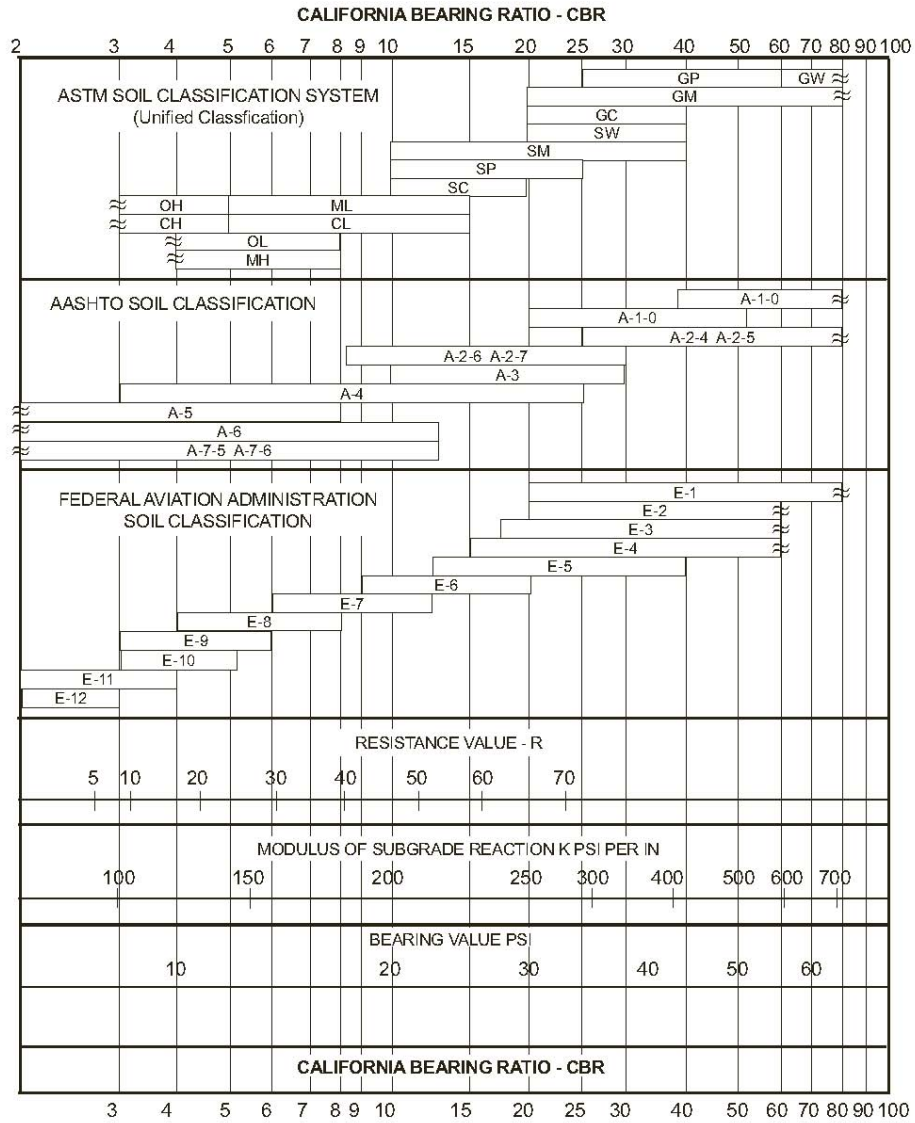 CALIFORNIA BEARING RATIO - CBR
2 3 4 5 6 7 8 9 10 15 20 25 30 40 50 60 70 80 90 100
GP GW
ASTM SOIL CLASSIFICATION SYSTEM
GM
(Unified Classfication)
GC
SW
SM
SP
SC
OH ML
CH CL
OL
MH
AASHTO SOIL CLASSIFICATION
A-1-0
A-1-0
A-2-4 A-2-5
A-2-6 A-2-7
A-3
A-4
A-5
A-6
A-7-5 A-7-6
FEDERAL AVIATION ADMINISTRATION
SOIL CLASSIFICATION
E-1
E-2
E-3
E-4
E-5
E-6
E-7
E-8
E-9
E-10
E-11
E-12
RESISTANCE VALUE - R
5 10 20 30 40 50 60 70
MODULUS OF SUBGRADE REACTION K PSI PER IN
100 150 200 250 300 400 500 600 700
BEARING VALUE PSI
10 20 30 40 50 60
CALIFORNIA BEARING RATIO - CBR
3 4 5 6 7 8 9 10 15 20 25 30 40 50 60 70 80 90 100